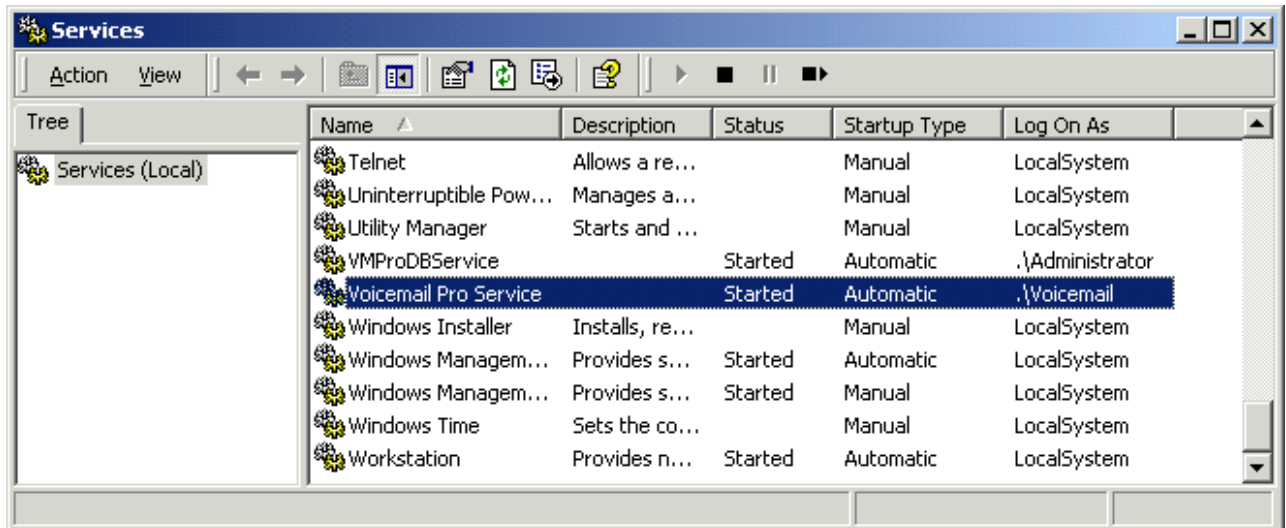 Services
Action View
Tree
Services (Local)
Name Description Status Startup Type Log On As
Telnet Allows a re... Manual LocalSystem
Uninterruptible Pow... Manages a... Manual LocalSystem
Utility Manager Starts and ... Manual LocalSystem
VMProDBService Started Automatic .\Administrator
Voicemail Pro Service Started Automatic .\Voicemail
Windows Installer Installs, re... Manual LocalSystem
Windows Managem... Provides s... Started Automatic LocalSystem
Windows Managem... Provides s... Started Manual LocalSystem
Windows Time Sets the co... Manual LocalSystem
Workstation Provides n... Started Automatic LocalSystem